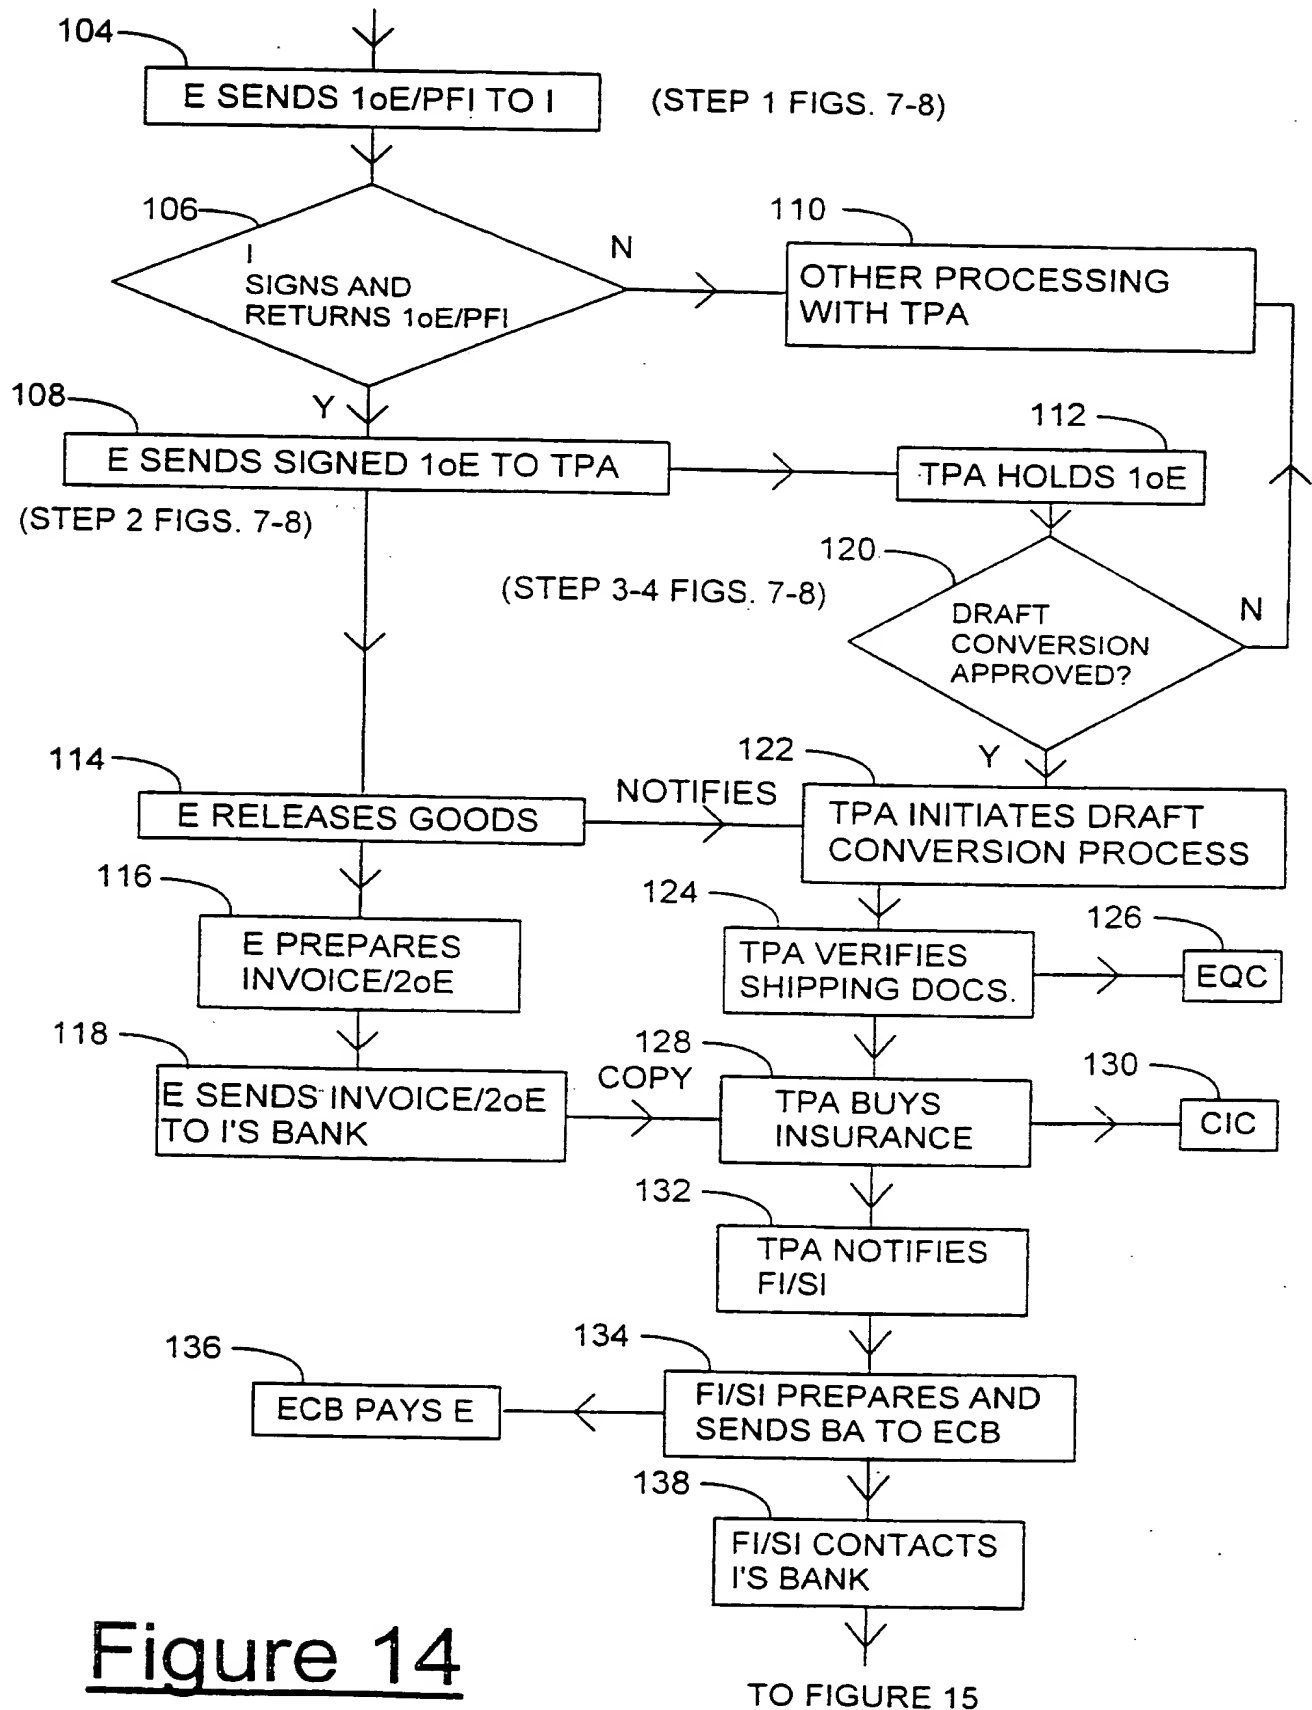 104
E SENDS 1oE/PFI TO I
(STEP 1 FIGS. 7-8)
106
I
SIGNS AND
RETURNS 1oE/PFI
N
110
OTHER PROCESSING
WITH TPA
Y
108
E SENDS SIGNED 1oE TO TPA
(STEP 2 FIGS. 7-8)
112
TPA HOLDS 1oE
120
(STEP 3-4 FIGS. 7-8)
DRAFT
CONVERSION
APPROVED?
N
Y
114
E RELEASES GOODS
NOTIFIES
122
TPA INITIATES DRAFT
CONVERSION PROCESS
116
E PREPARES
INVOICE/2oE
124
TPA VERIFIES
SHIPPING DOCS.
126
EQC
118
E SENDS INVOICE/2oE
TO I'S BANK
COPY
128
TPA BUYS
INSURANCE
130
CIC
132
TPA NOTIFIES
FI/SI
134
FI/SI PREPARES AND
SENDS BA TO ECB
136
ECB PAYS E
138
FI/SI CONTACTS
I'S BANK
Figure 14
TO FIGURE 15